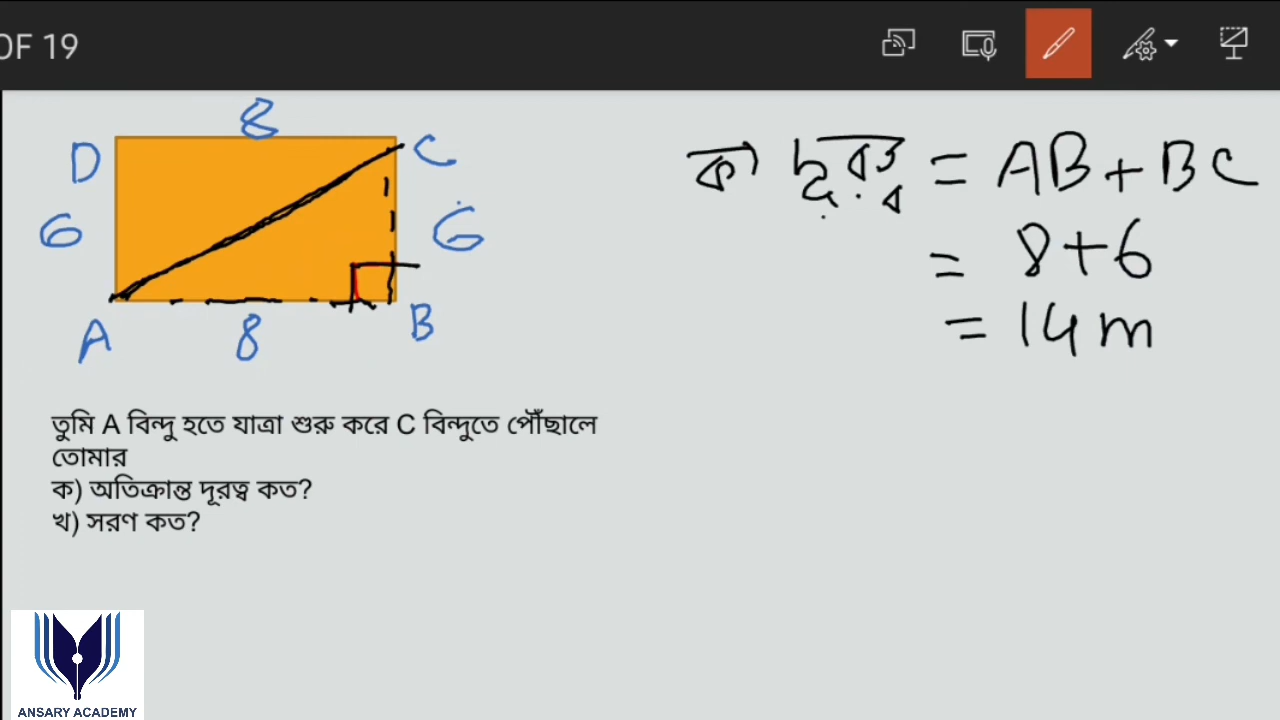 OF 19
8
D
C
6
6
A
8
B
ক) দূরত্ব = AB + BC
= 8 + 6
= 14 m
তুমি A বিন্দু হতে যাত্রা শুরু করে C বিন্দুতে পৌঁছালে
তোমার
ক) অতিক্রান্ত দূরত্ব কত?
খ) সরণ কত?
ANSARY ACADEMY